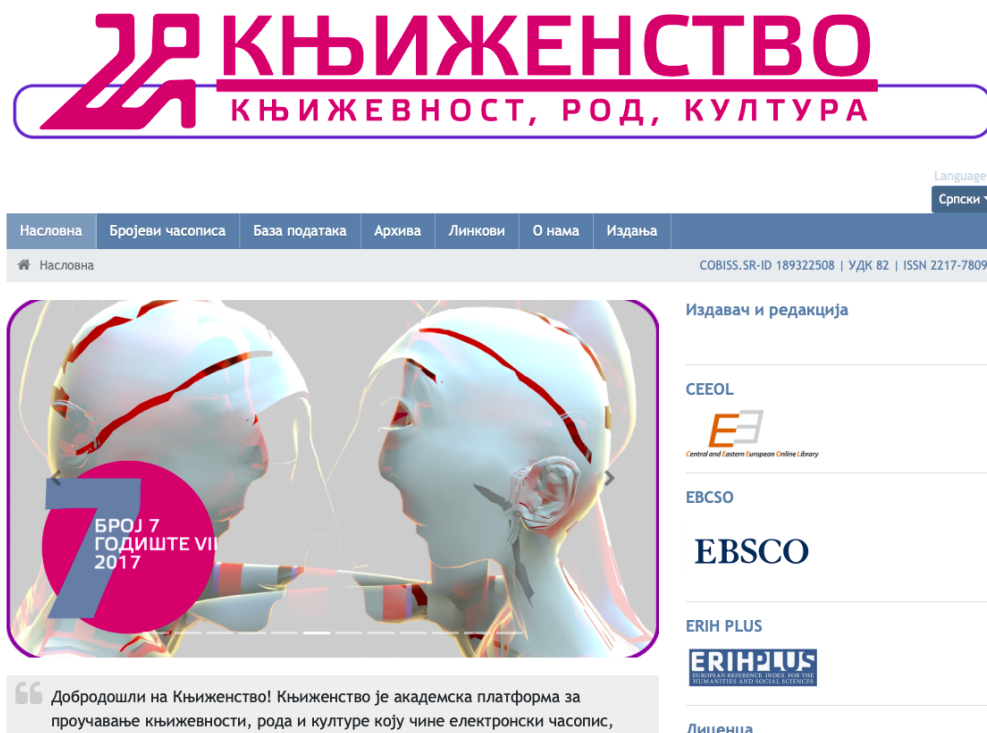 КЊИЖЕНСТВО
КЊИЖЕВНОСТ, РОД, КУЛТУРА
Language
Српски
Насловна Бројеви часописа База података Архива Линкови О нама Издања
Насловна
COBISS.SR-ID 189322508 | УДК 82 | ISSN 2217-7809
7
БРОЈ 7
ГОДИШТЕ VII
2017
Добродошли на Књиженство! Књиженство је академска платформа за
проучавање књижевности, рода и културе коју чине електронски часопис,
Издавач и редакција
CEEOL
Central and Eastern European Online Library
EBCSO
EBSCO
ERIH PLUS
ERIHPLUS
EUROPEAN REFERENCE INDEX FOR THE
HUMANITIES AND SOCIAL SCIENCES
Лиценца